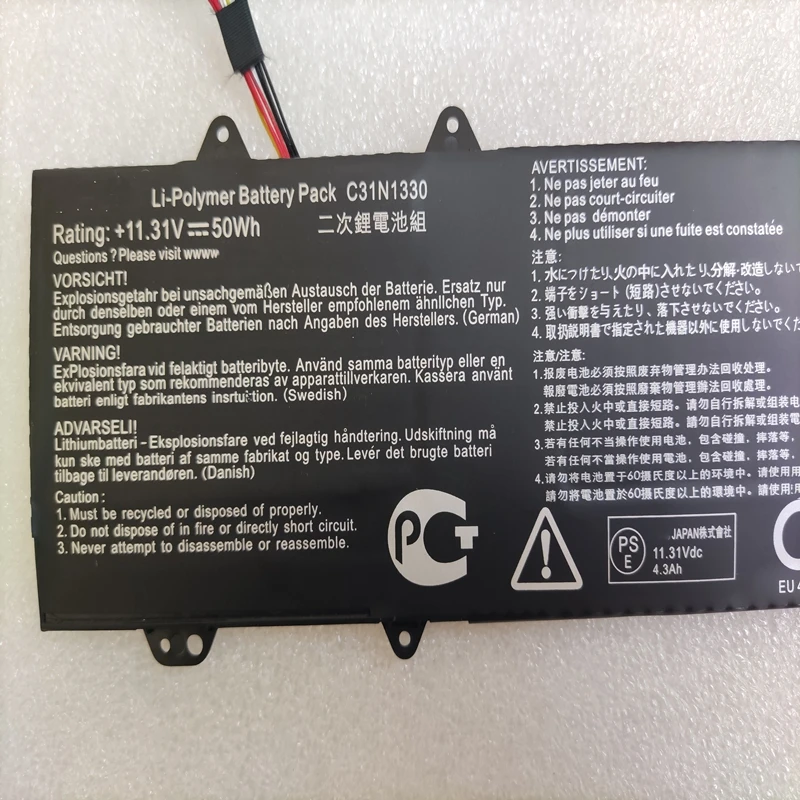 Li-Polymer Battery Pack C31N1330
Rating: +11.31V 50Wh 二次鋰電池組
Questions ? Please visit www
VORSICHT!
Explosionsgetahr bei unsachgemäßen Austausch der Batterie. Ersatz nur
durch denselben oder einem vom Hersteller empfohlenem ähnllchen Typ.
Entsorgung gebrauchter Batterien nach Angaben des Herstellers. (German)
VARNING!
ExPlosionsfara vid felaktigt batteribyte. Använd samma batterityp eller en
ekvivalent typ som rekommenderas av apparattillverkaren. Kassera använt
batteri enligt fabrikantens (Swedish)
ADVARSELI!
Lithiumbatteri - Eksplosionsfare ved fejlagtig håndtering. Udskiftning må
kun ske med batteri af samme fabrikat og type. Levér det brugte batteri
tilbage til leverandøren. (Danish)
Caution :
1. Must be recycled or disposed of properly.
2. Do not dispose of in fire or directly short circuit.
3. Never attempt to disassemble or reassemble.
AVERTISSEMENT:
1. Ne pas jeter au feu
2. Ne pas court-circuiter
3. Ne pas démonter
4. Ne plus utiliser si une fuite est constatée
注意:
1. 水につけたり,火の中に入れたり,分解·改造しない
2. 端子をショート (短路) させないでください。
3. 强い衝撃を与えたり、落下させないでください。
4. 取扱説明書で指定された機器以外に使用しないでくだ
注意/注意:
1.报废电池必须按照废弃物管理办法回收处理。
報廢電池必須按照廢棄物管理辦法回收處理。
2.禁止投入火中或直接短路。请勿自行拆解或组装电
禁止投入火中或直接短路。請勿自行拆解或組裝電
3.若有任何不当操作使用电池，包含碰撞，摔落等，
若有任何不當操作使用電池，包含碰撞，摔落等，
4.请勿将电池置于60摄氏度以上的环境中。请使用
請勿將電池置於60攝氏度以上的環境中。請使用
PCT
PS
E
JAPAN株式會社
11.31Vdc
4.3Ah
EU